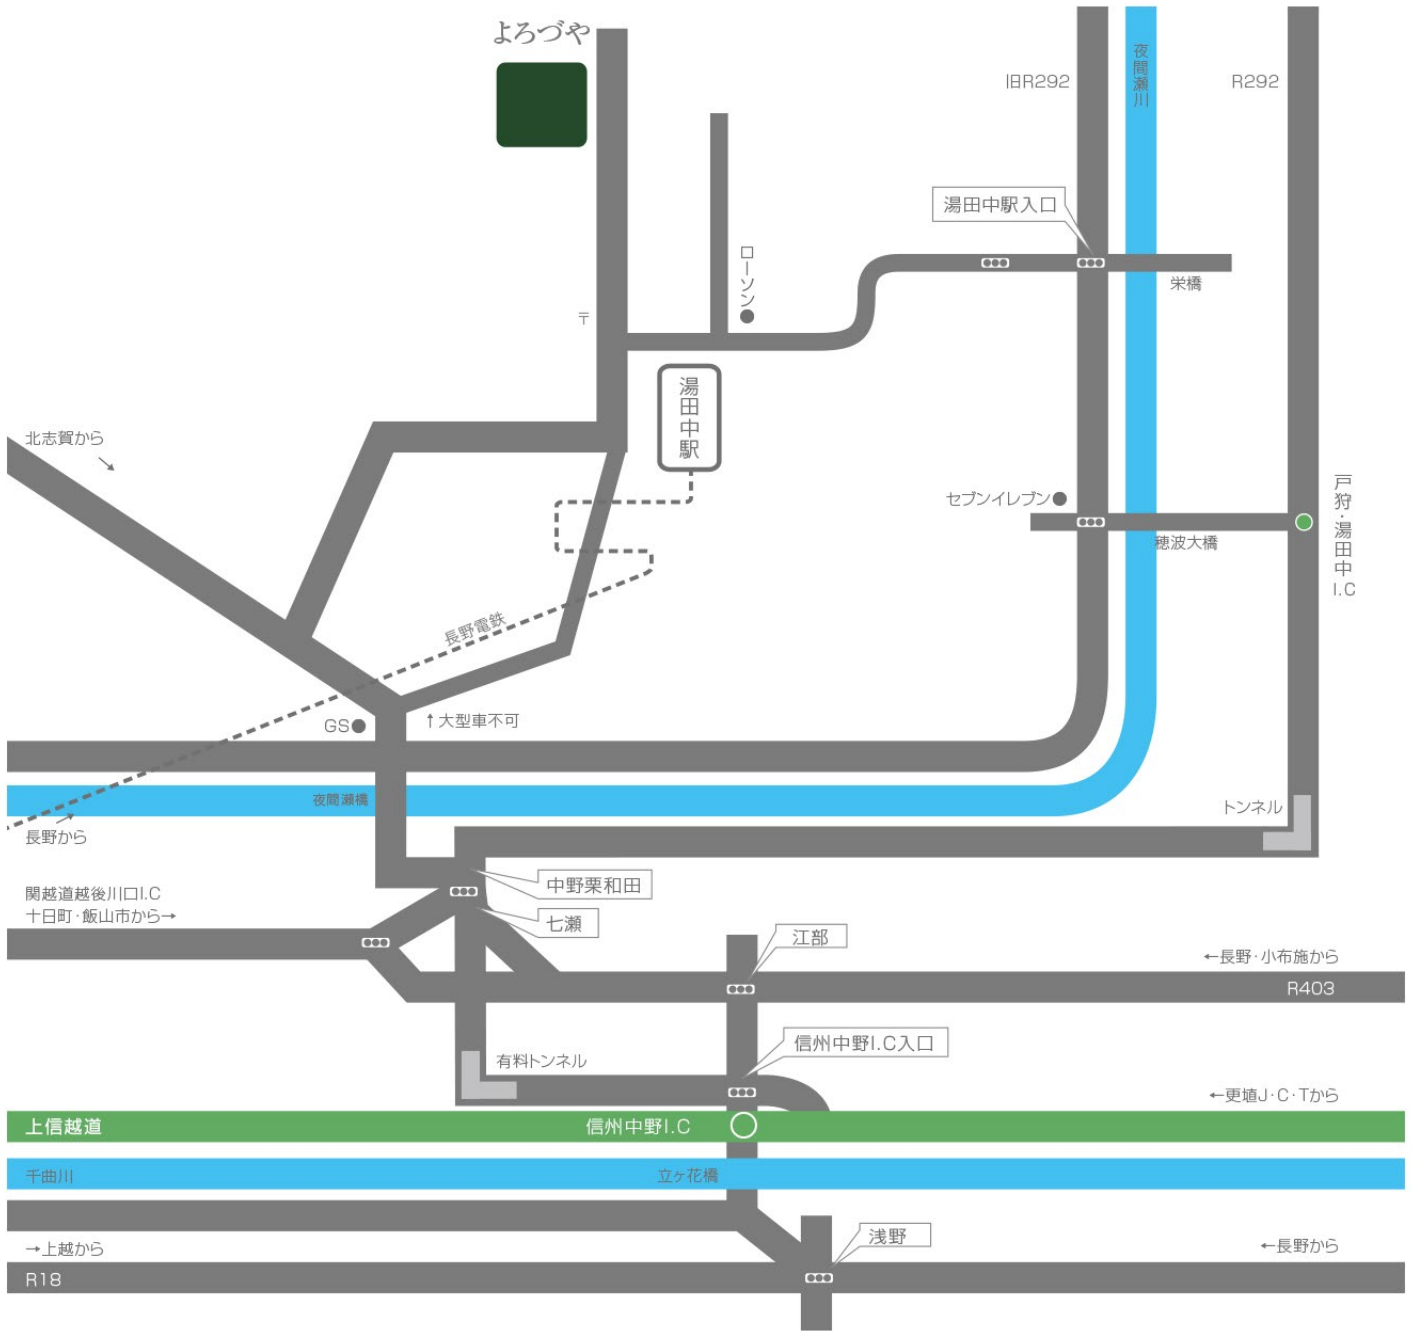 よろづや
旧R292
夜間瀬川
R292
湯田中駅入口
栄橋
ローソン
〒
湯田中駅
北志賀から
↘
セブンイレブン
穂波大橋
戸狩・湯田中I.C
長野電鉄
GS
↑大型車不可
夜間瀬橋
トンネル
長野から
↗
中野栗和田
関越道越後川口I.C
十日町・飯山市から→
七瀬
江部
←長野・小布施から
R403
信州中野I.C入口
有料トンネル
←更埴J・C・Tから
上信越道
信州中野I.C
千曲川
立ヶ花橋
浅野
→上越から
←長野から
R18